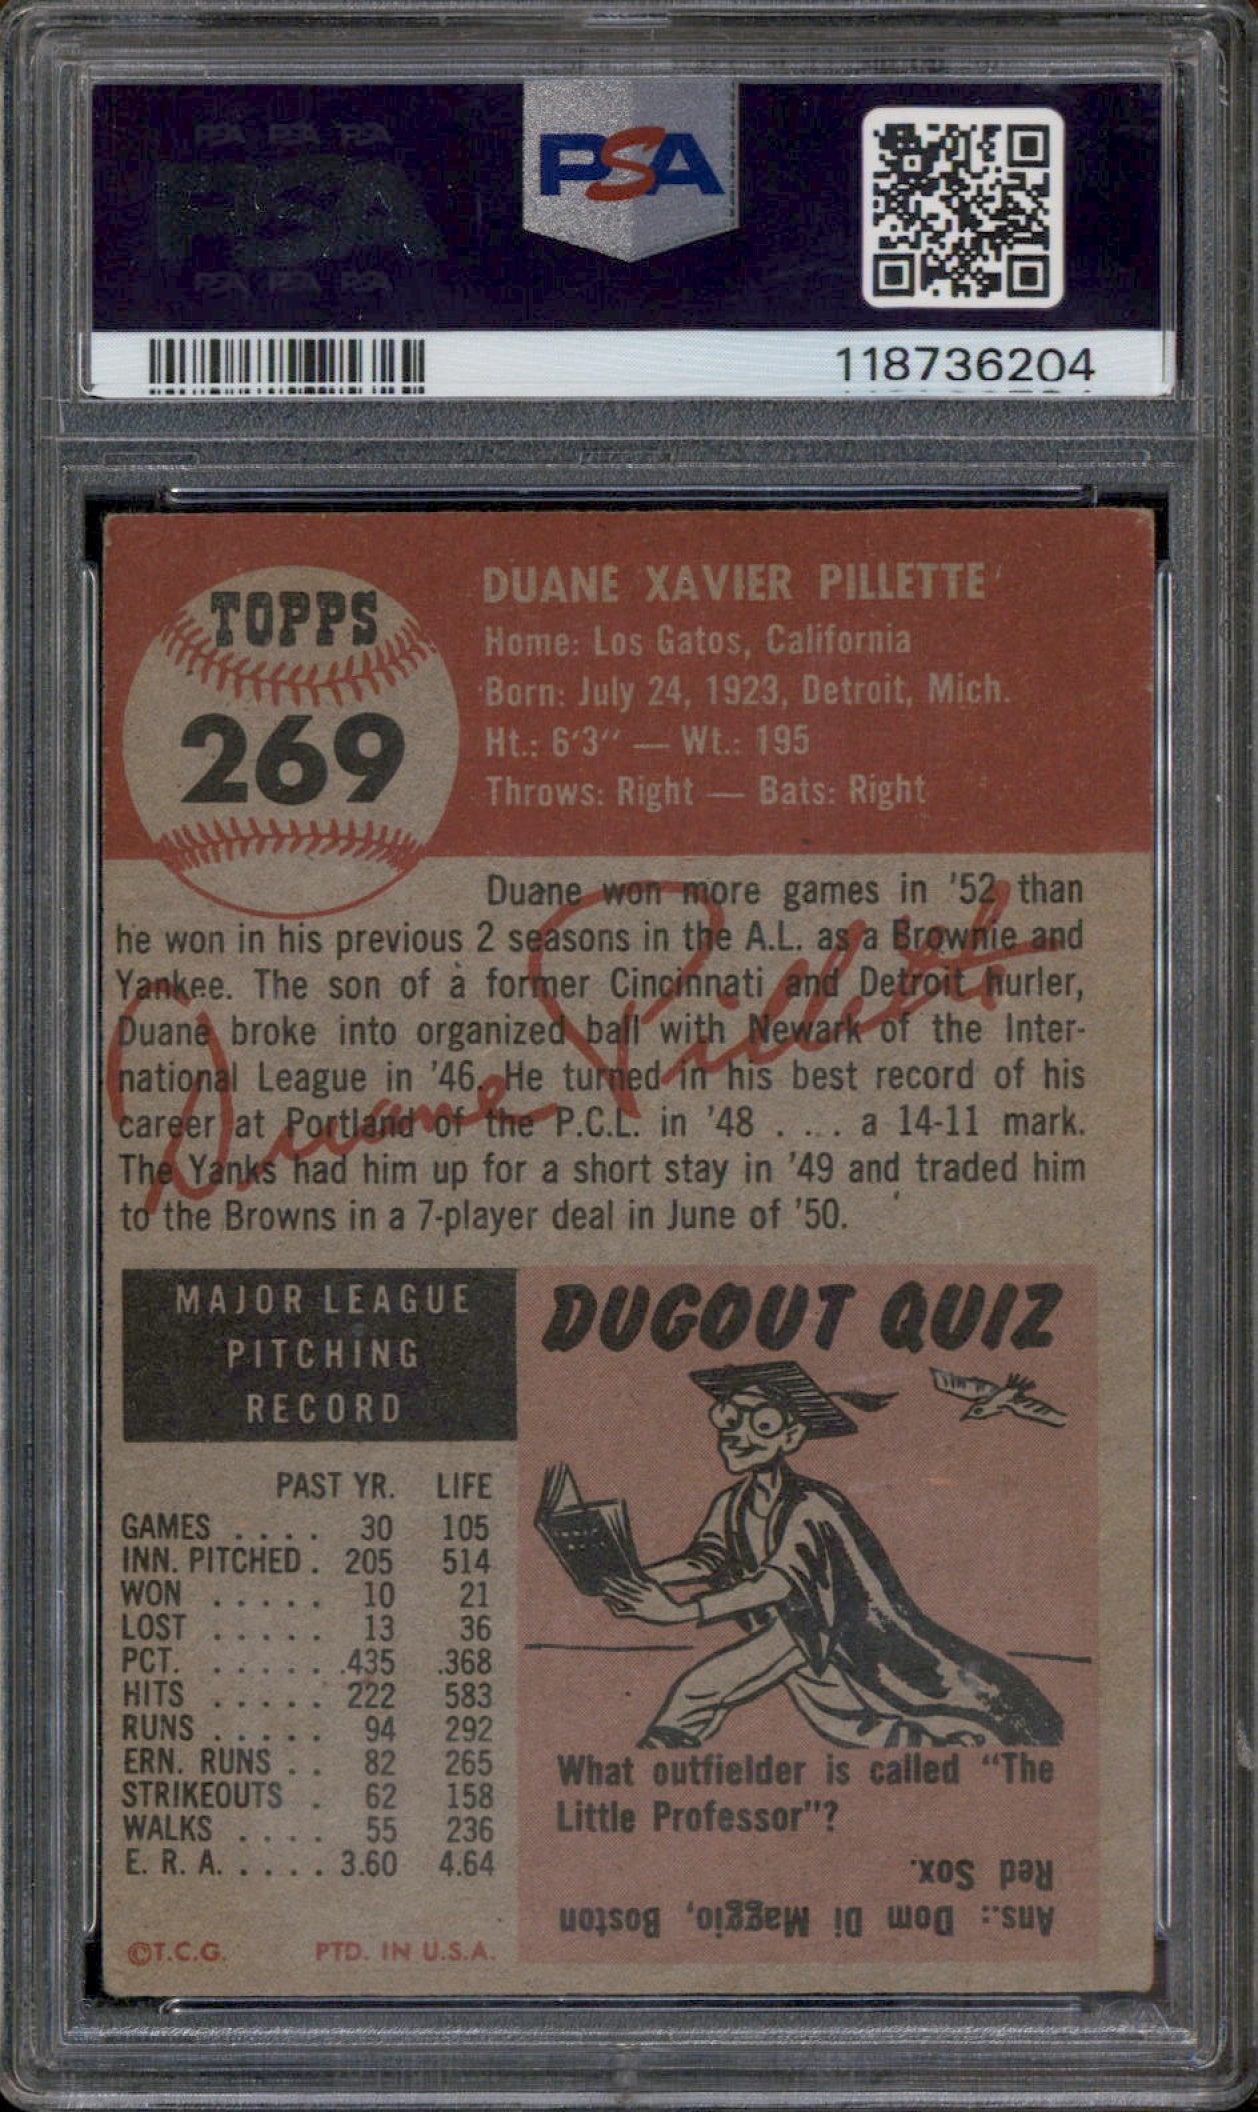 PSA PSA PSA
PSA
PSA PSA PSA
PSA
118736204
TOPPS
269
DUANE XAVIER PILLETTE
Home: Los Gatos, California
Born: July 24, 1923, Detroit, Mich.
Ht.: 6'3" — Wt.: 195
Throws: Right — Bats: Right
Duane won more games in '52 than
he won in his previous 2 seasons in the A.L. as a Brownie and
Yankee. The son of a former Cincinnati and Detroit hurler,
Duane broke into organized ball with Newark of the Inter-
national League in '46. He turned in his best record of his
career at Portland of the P.C.L. in '48 . . . . a 14-11 mark.
The Yanks had him up for a short stay in '49 and traded him
to the Browns in a 7-player deal in June of '50.
Duane Pillette
MAJOR LEAGUE
PITCHING
RECORD
PAST YR. LIFE
GAMES . . . . 30 105
INN. PITCHED . 205 514
WON . . . . . 10 21
LOST . . . . . 13 36
PCT. . . . . . . .435 .368
HITS . . . . . 222 583
RUNS . . . . . 94 292
ERN. RUNS . . 82 265
STRIKEOUTS . 62 158
WALKS . . . . 55 236
E. R. A. . . . . 3.60 4.64
©T.C.G. PTD. IN U.S.A.
DUGOUT QUIZ
What outfielder is called "The
Little Professor"?
Ans.: Dom Di Maggio, Boston
Red Sox.